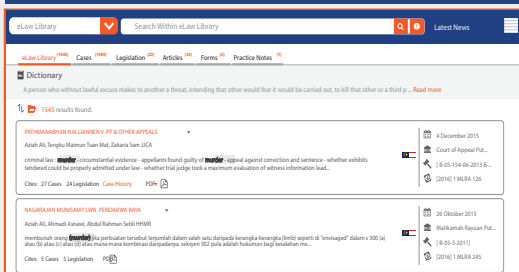 eLaw Library
Search Within eLaw Library
Latest News
eLaw Library (1545) Cases (1495) Legislation (23) Articles (24) Forms (2) Practice Notes (1)
Dictionary
A person who without lawful excuse makes to another a threat, intending that other would fear it would be carried out, to kill that other or a third p ... Read more
1545 results found.
PATHMANABHAN NALLIANNEN V. PP & OTHER APPEALS
Aziah Ali, Tengku Maimun Tuan Mat, Zakaria Sam JJCA
criminal law : murder - circumstantial evidence - appellants found guilty of murder - appeal against conviction and sentence - whether exhibits
tendered could be properly admitted under law - whether trial judge took a maximum evaluation of witness information lead...
Cites: 27 Cases 24 Legislation Case History PDF
4 December 2015
Court of Appeal Put...
[ B-05-154-06-2013 B-..
[2016] 1 MLRA 126
NAGARAJAN MUNISAMY LWN. PENDAKWA RAYA
Aziah Ali, Ahmadi Asnawi, Abdul Rahman Sebli HHMR
membunuh orang (murder) jika perbuatan tersebut terjumlah dalam salah satu daripada kerangka-kerangka (limb) seperti di "envisaged" dalam s 300 (a)
atau (b) atau (c) atau (d) atau mana-mana kombinasi daripadanya. seksyen 302 pula adalah hukuman bagi kesalahan me...
Cites: 5 Cases 5 Legislation PDF
26 Oktober 2015
Mahkamah Rayuan Put...
[ B-05-3-2011]
[2016] 1 MLRA 245